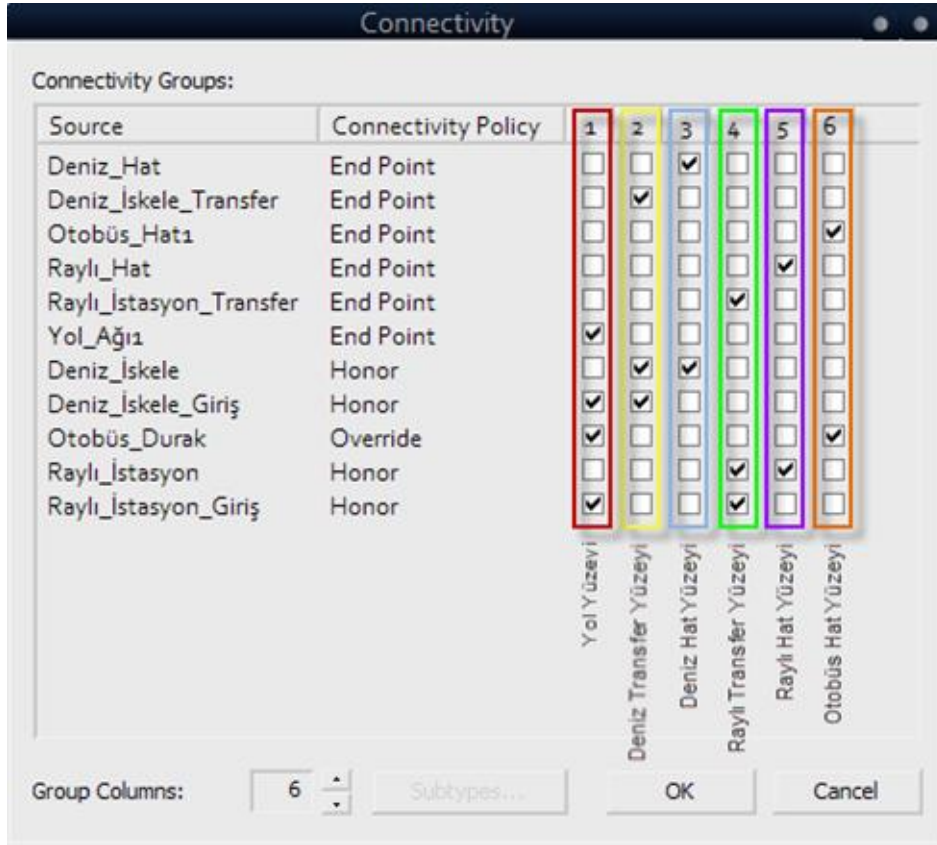 Connectivity
Connectivity Groups:
Source Connectivity Policy 1 2 3 4 5 6
Deniz_Hat End Point
Deniz_İskele_Transfer End Point
Otobüs_Hat1 End Point
Raylı_Hat End Point
Raylı_İstasyon_Transfer End Point
Yol_Ağı1 End Point
Deniz_İskele Honor
Deniz_İskele_Giriş Honor
Otobüs_Durak Override
Raylı_İstasyon Honor
Raylı_İstasyon_Giriş Honor
Yol Yüzeyi
Deniz Transfer Yüzeyi
Deniz Hat Yüzeyi
Raylı Transfer Yüzeyi
Raylı Hat Yüzeyi
Otobüs Hat Yüzeyi
Group Columns: 6 Subtypes... OK Cancel